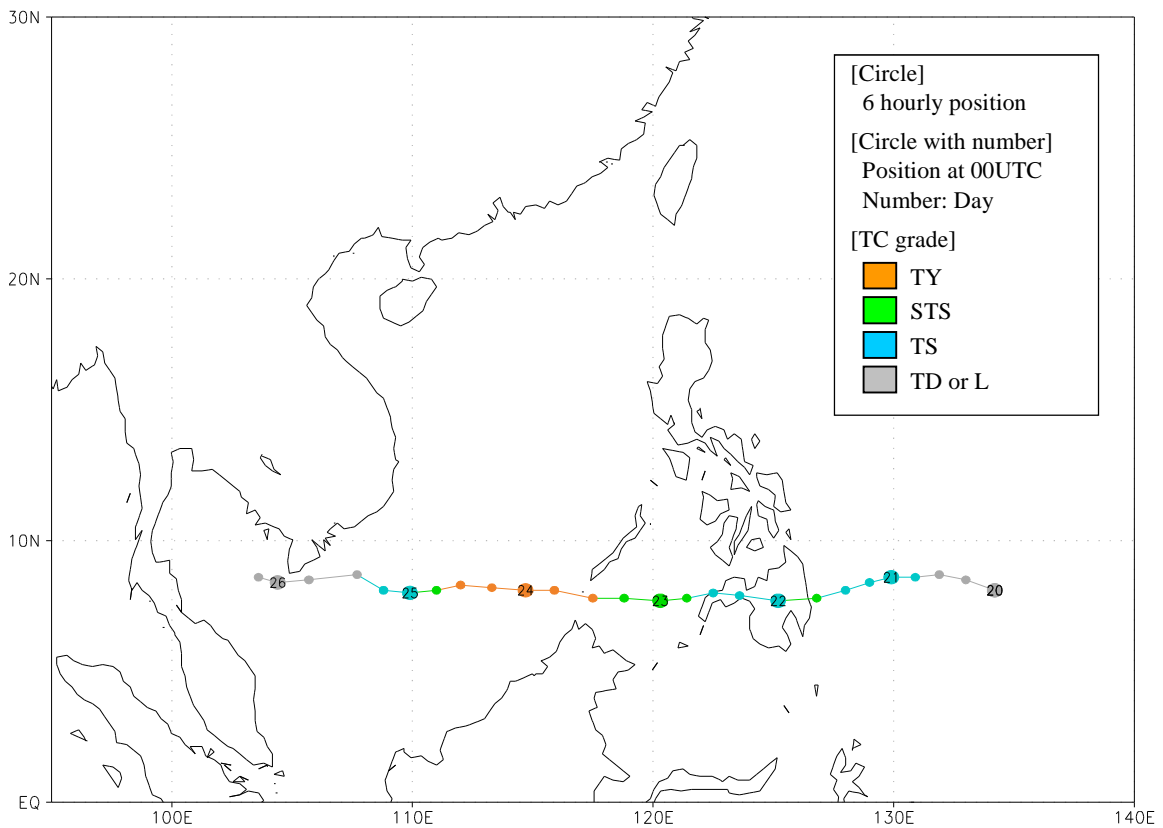 30N
[Circle]
6 hourly position
[Circle with number]
Position at 00UTC
Number: Day
[TC grade]
TY
STS
TS
TD or L
20N
10N
26
25
24
23
22
21
20
EQ
100E
110E
120E
130E
140E